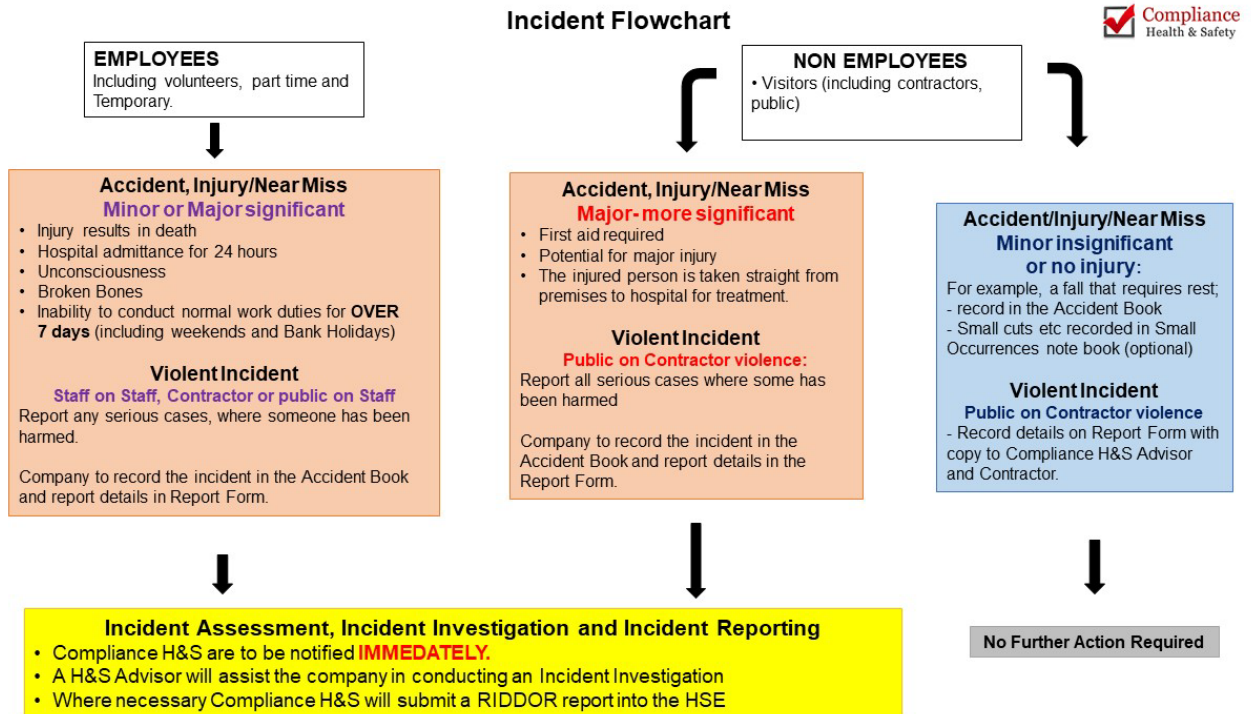 Incident Flowchart
Compliance
Health & Safety
EMPLOYEES
Including volunteers, part time and
Temporary.
NON EMPLOYEES
• Visitors (including contractors,
public)
Accident, Injury/Near Miss
Minor or Major significant
• Injury results in death
• Hospital admittance for 24 hours
• Unconsciousness
• Broken Bones
• Inability to conduct normal work duties for OVER
7 days (including weekends and Bank Holidays)
Violent Incident
Staff on Staff, Contractor or public on Staff
Report any serious cases, where someone has been
harmed.
Company to record the incident in the Accident Book
and report details in Report Form.
Accident, Injury/Near Miss
Major- more significant
• First aid required
• Potential for major injury
• The injured person is taken straight from
premises to hospital for treatment.
Violent Incident
Public on Contractor violence:
Report all serious cases where some has
been harmed
Company to record the incident in the
Accident Book and report details in the
Report Form.
Accident/Injury/Near Miss
Minor insignificant
or no injury:
For example, a fall that requires rest;
- record in the Accident Book
- Small cuts etc recorded in Small
Occurrences note book (optional)
Violent Incident
Public on Contractor violence
- Record details on Report Form with
copy to Compliance H&S Advisor
and Contractor.
Incident Assessment, Incident Investigation and Incident Reporting
• Compliance H&S are to be notified IMMEDATELY.
• A H&S Advisor will assist the company in conducting an Incident Investigation
• Where necessary Compliance H&S will submit a RIDDOR report into the HSE
No Further Action Required